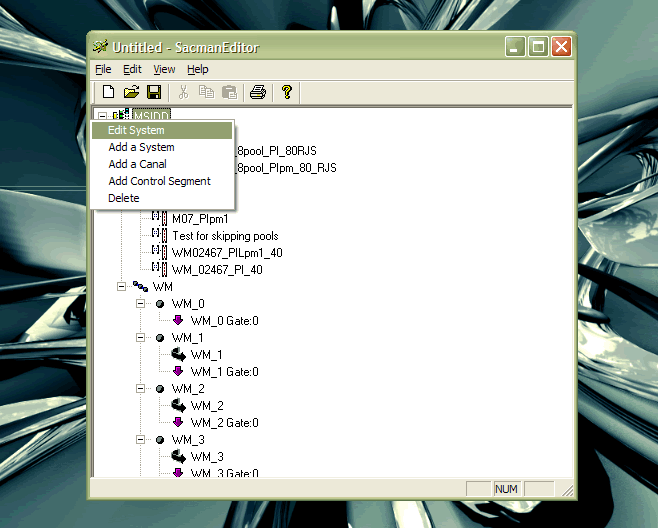 Untitled - SacmanEditor
File Edit View Help
MSIDD
Edit System
Add a System
Add a Canal
Add Control Segment
Delete
_8pool_PI_80RJS
_8pool_PIpm_80_RJS
M07_PIpm1
Test for skipping pools
WM02467_PILpm1_40
WM_02467_PI_40
WM
WM_0
WM_0 Gate:0
WM_1
WM_1
WM_1 Gate:0
WM_2
WM_2
WM_2 Gate:0
WM_3
WM_3
WM_3 Gate:0
NUM